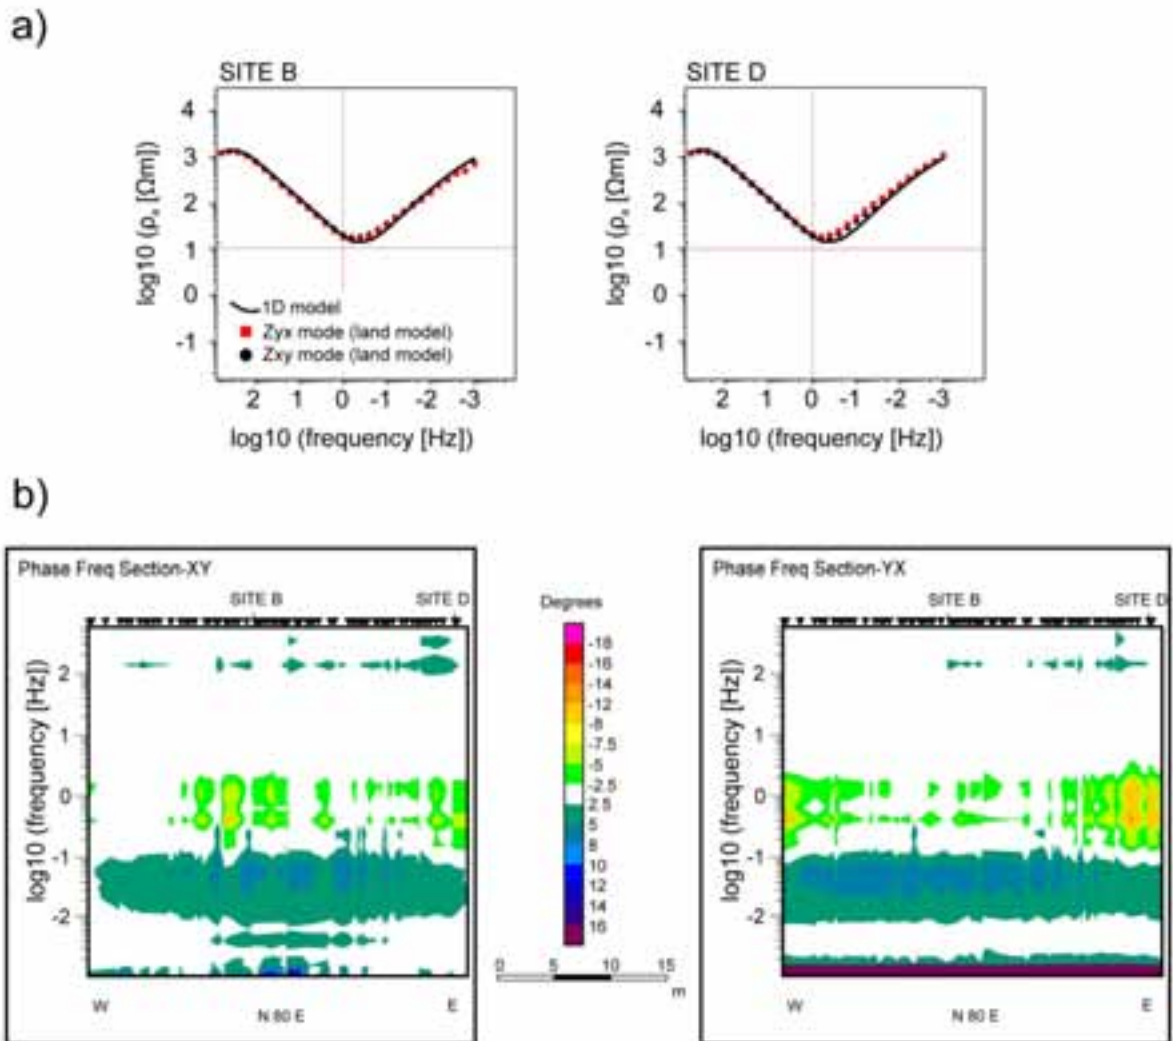 a)
SITE B
SITE D
log10 (ρa [Ωm])
4
3
2
1
0
-1
1D model
Zyx mode (land model)
Zxy mode (land model)
2 1 0 -1 -2 -3
log10 (frequency [Hz])
log10 (ρa [Ωm])
4
3
2
1
0
-1
2 1 0 -1 -2 -3
log10 (frequency [Hz])
b)
Phase Freq Section-XY
SITE B SITE D
log10 (frequency [Hz])
2
1
0
-1
-2
W
N 80 E
E
Degrees
-18
-16
-14
-12
-8
-7.5
-5
-2.5
2.5
5
8
10
12
14
16
0 5 10 15
m
Phase Freq Section-YX
SITE B SITE D
log10 (frequency [Hz])
2
1
0
-1
-2
W
N 80 E
E